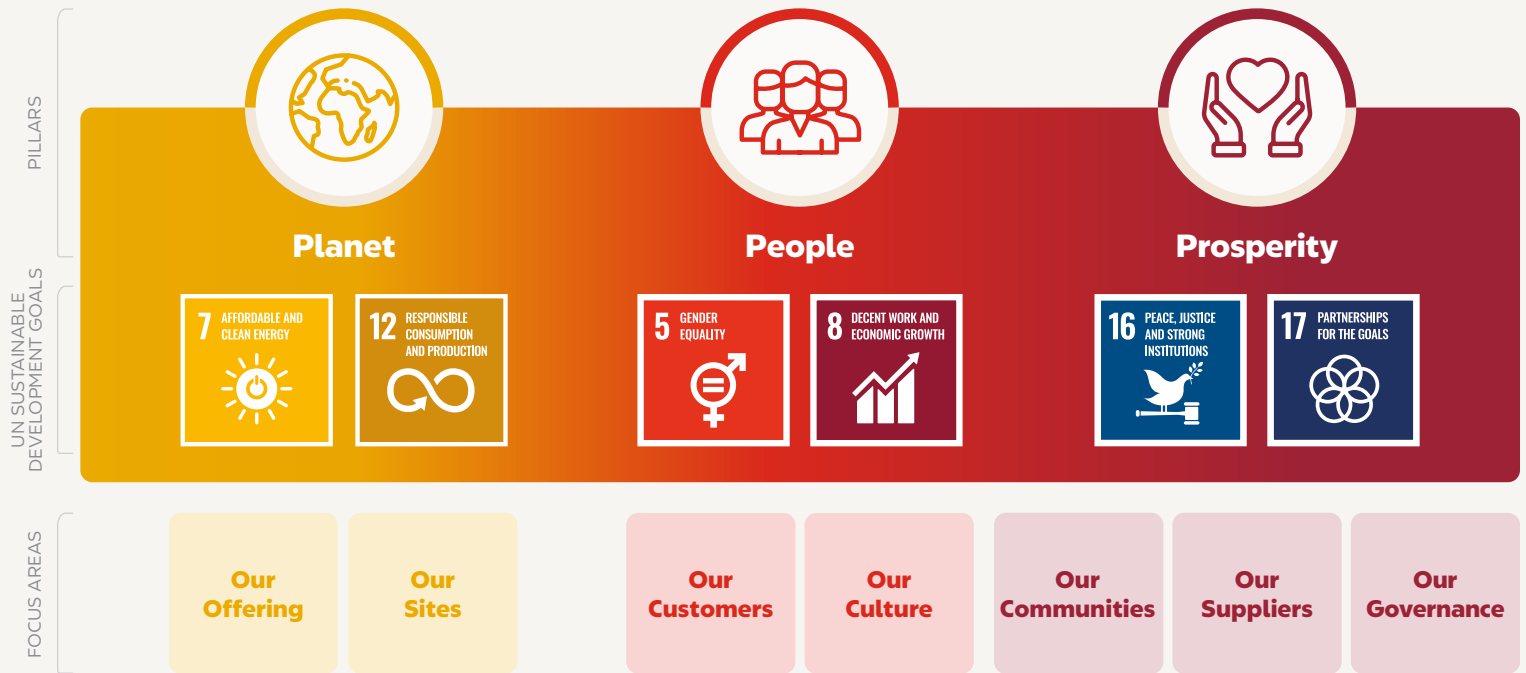 PILLARS
Planet
People
Prosperity
UN SUSTAINABLE
DEVELOPMENT GOALS
7 AFFORDABLE AND
CLEAN ENERGY
12 RESPONSIBLE
CONSUMPTION
AND PRODUCTION
5 GENDER
EQUALITY
8 DECENT WORK AND
ECONOMIC GROWTH
16 PEACE, JUSTICE
AND STRONG
INSTITUTIONS
17 PARTNERSHIPS
FOR THE GOALS
FOCUS AREAS
Our
Offering
Our
Sites
Our
Customers
Our
Culture
Our
Communities
Our
Suppliers
Our
Governance